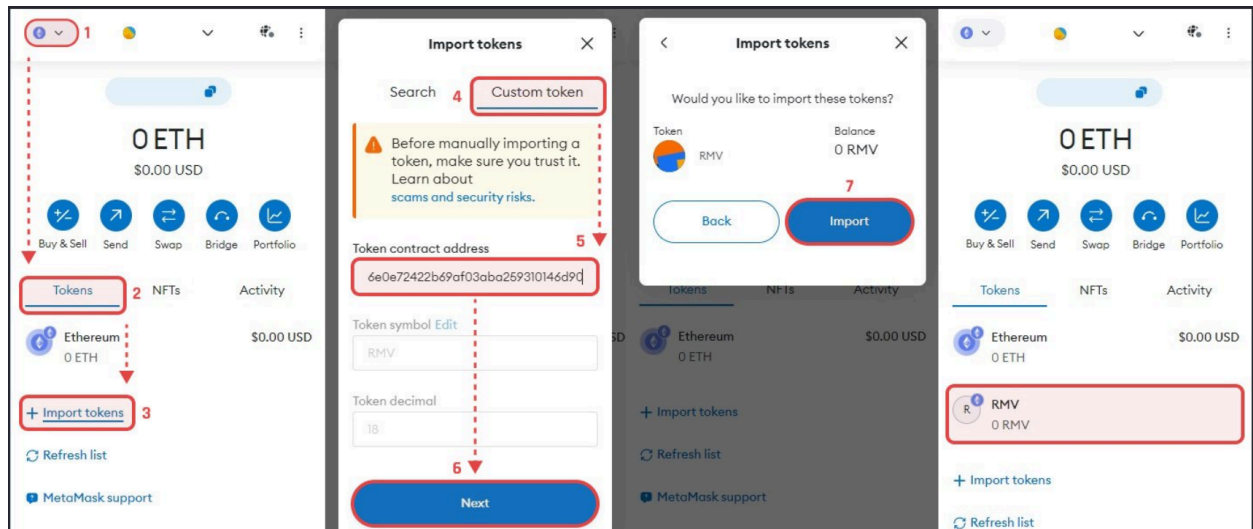 1
0 ETH
$0.00 USD
Buy & Sell Send Swap Bridge Portfolio
Tokens 2 NFTs Activity
Ethereum $0.00 USD
0 ETH
+ Import tokens 3
Refresh list
MetaMask support
Import tokens
Search 4 Custom token
Before manually importing a
token, make sure you trust it.
Learn about
scams and security risks.
Token contract address 5
6e0e72422b69af03aba259310146d90
Token symbol Edit
RMV
Token decimal
18
6
Next
Import tokens
Would you like to import these tokens?
Token Balance
RMV 0 RMV
7
Back Import
Tokens NFTs Activity
SD Ethereum $0.00 USD
0 ETH
+ Import tokens
Refresh list
MetaMask support
0 ETH
$0.00 USD
Buy & Sell Send Swap Bridge Portfolio
Tokens NFTs Activity
Ethereum $0.00 USD
0 ETH
R RMV
0 RMV
+ Import tokens
Refresh list